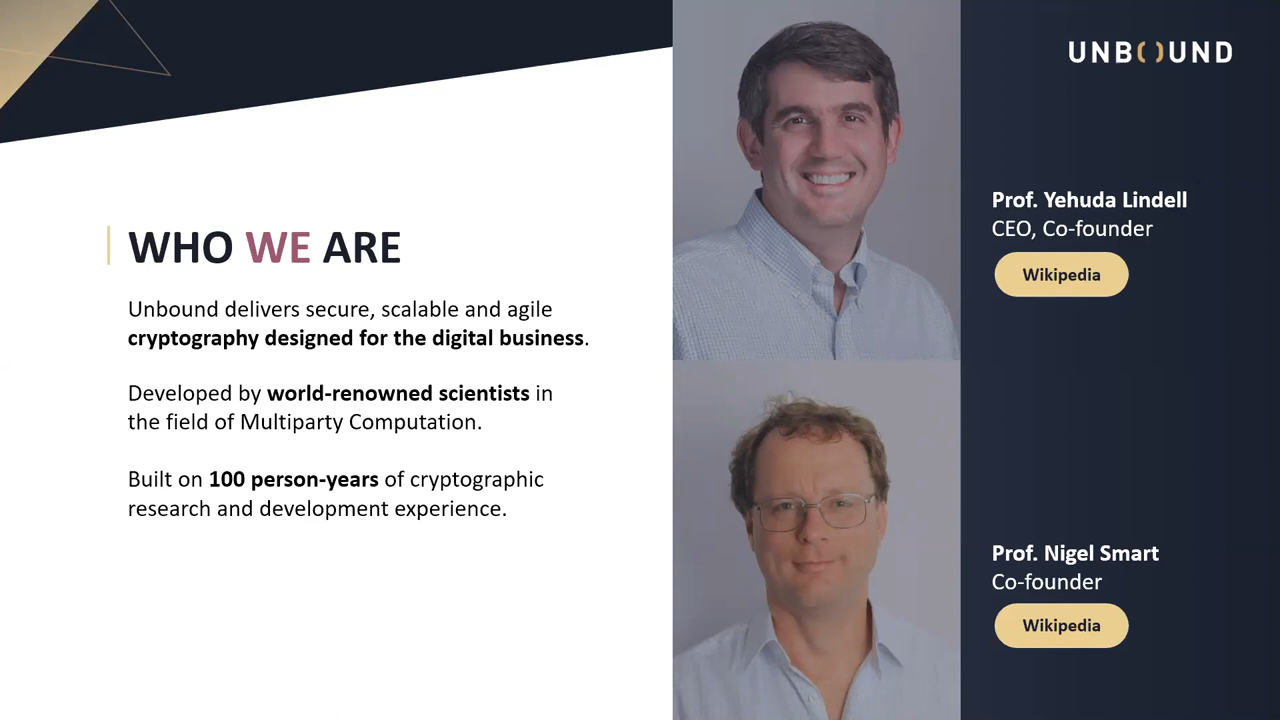 WHO WE ARE
Unbound delivers secure, scalable and agile
cryptography designed for the digital business.
Developed by world-renowned scientists in
the field of Multiparty Computation.
Built on 100 person-years of cryptographic
research and development experience.
UNBOUND
Prof. Yehuda Lindell
CEO, Co-founder
Wikipedia
Prof. Nigel Smart
Co-founder
Wikipedia